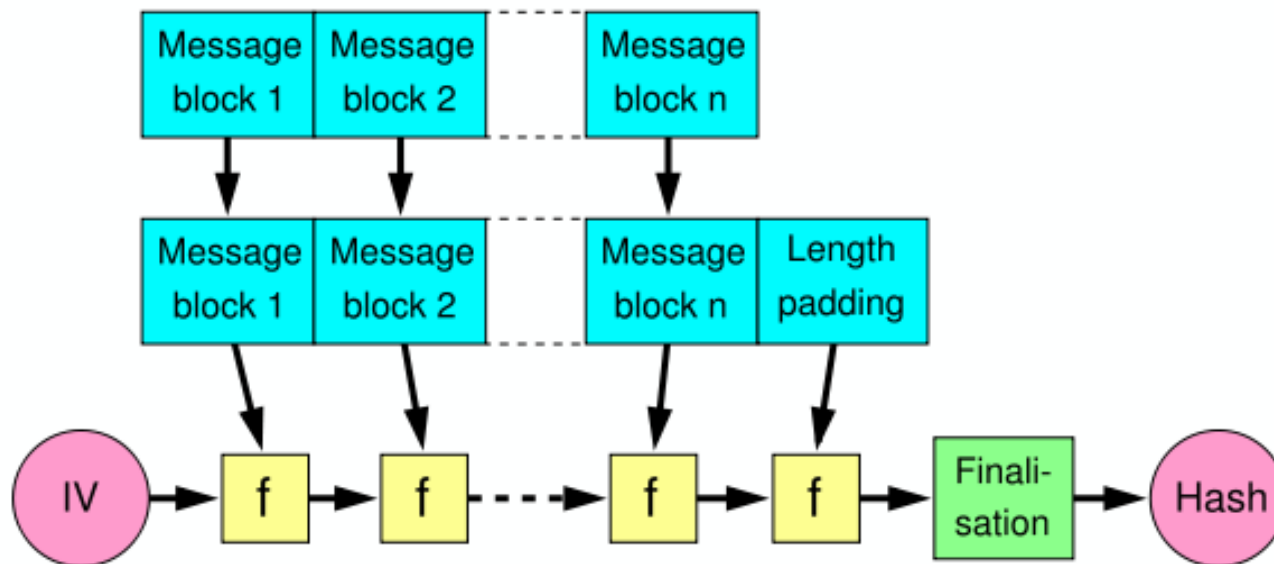 Message
block 1
Message
block 2
Message
block n
Message
block 1
Message
block 2
Message
block n
Length
padding
IV
f
f
f
f
Finali-
sation
Hash